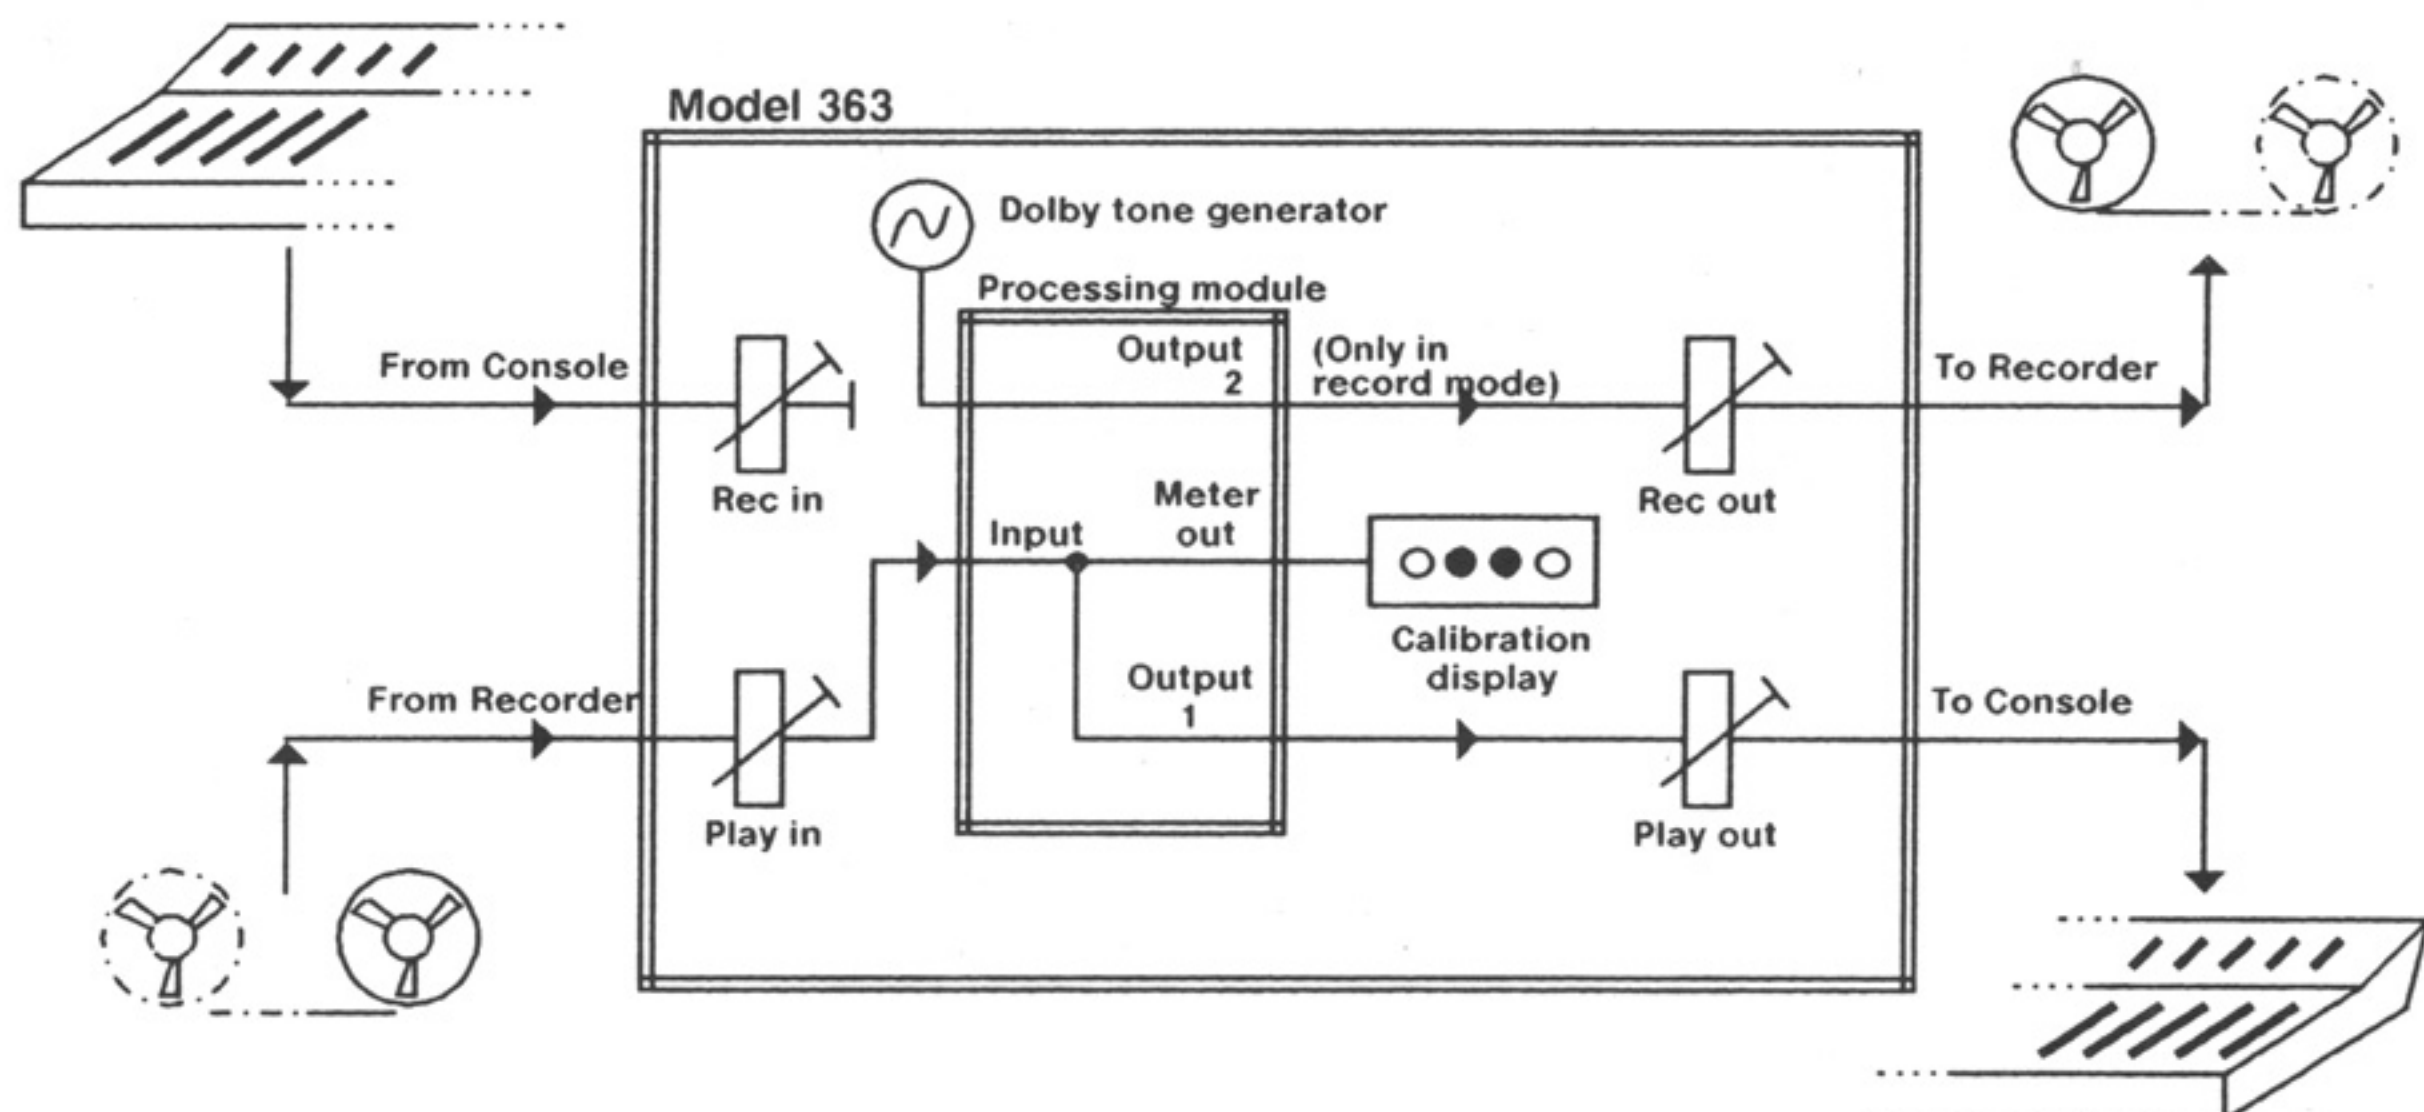 Model 363
Dolby tone generator
Processing module
From Console
Output
2
(Only in
record mode)
To Recorder
Rec in
Rec out
Input
Meter
out
Calibration
display
From Recorder
Output
1
To Console
Play in
Play out